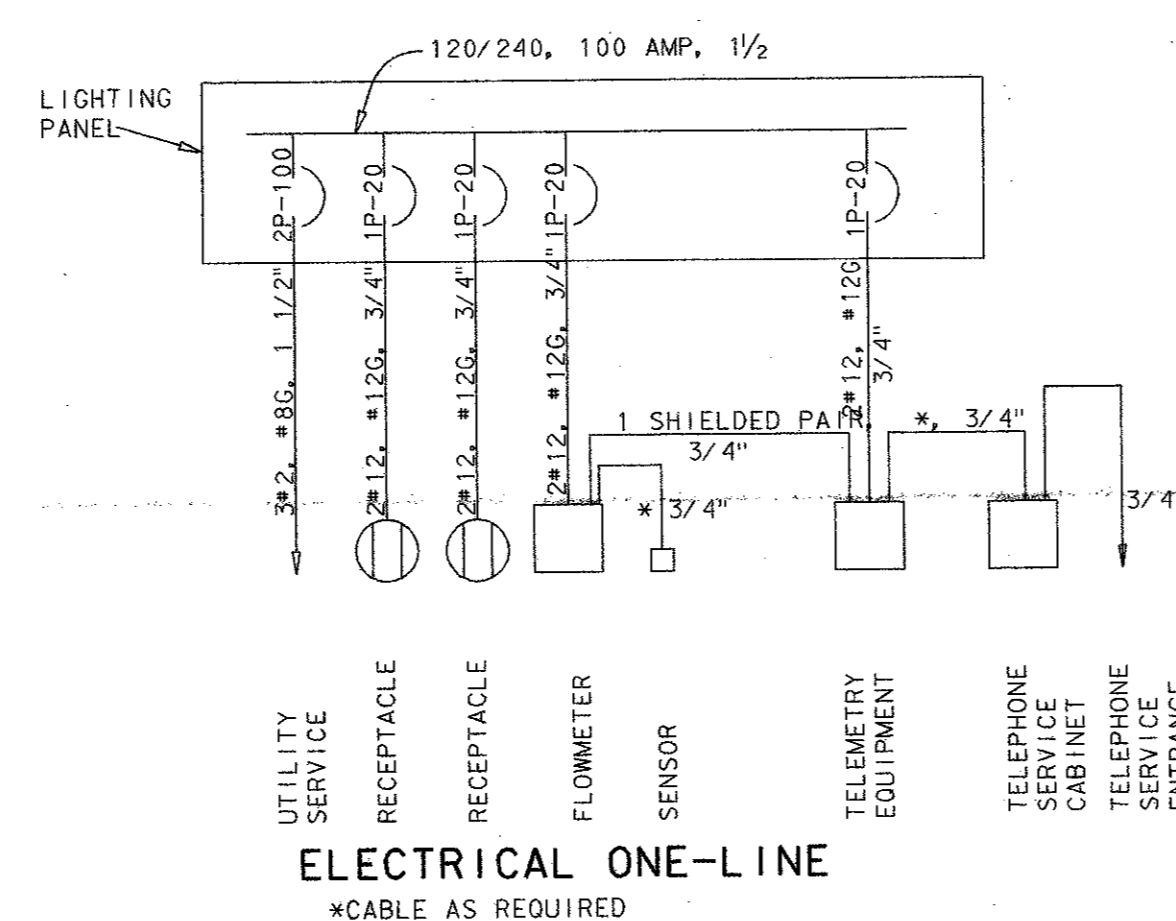 120/240, 100 AMP, 1½
LIGHTING
PANEL
2P-100
1P-20
1P-20
1P-20
1P-20
3#2, #8G, 1 1/2"
2#12, #12G, 3/4"
2#12, #12G, 3/4"
2#12, #12G, 3/4"
2#12, #12G
3/4"
1 SHIELDED PAIR,
3/4"
*, 3/4"
* 3/4"
3/4
UTILITY
SERVICE
RECEPTACLE
RECEPTACLE
FLOWMETER
SENSOR
TELEMETRY
EQUIPMENT
TELEPHONE
SERVICE
CABINET
TELEPHONE
SERVICE
ENTRANCE
ELECTRICAL ONE-LINE
*CABLE AS REQUIRED